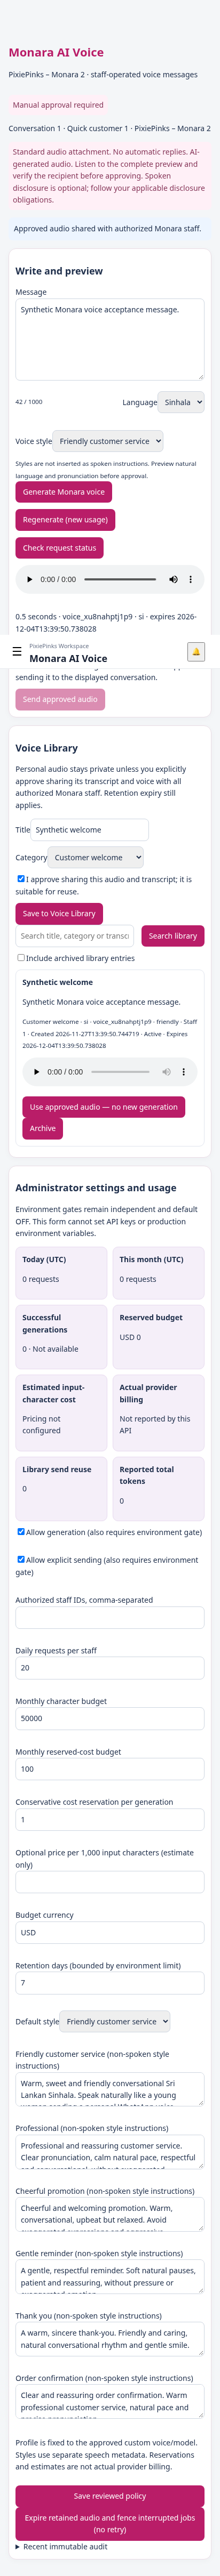 Monara AI Voice
PixiePinks – Monara 2 · staff-operated voice messages
Manual approval required
Conversation 1 · Quick customer 1 · PixiePinks – Monara 2
Standard audio attachment. No automatic replies. AI-
generated audio. Listen to the complete preview and
verify the recipient before approving. Spoken
disclosure is optional; follow your applicable disclosure
obligations.
Approved audio shared with authorized Monara staff.
Write and preview
Message
Synthetic Monara voice acceptance message.
42 / 1000
Language Sinhala
Voice style Friendly customer service
Styles are not inserted as spoken instructions. Preview natural
language and pronunciation before approval.
Generate Monara voice
Regenerate (new usage)
Check request status
0:00 / 0:00
0.5 seconds · voice_xu8nahptj1p9 · si · expires 2026-
12-04T13:39:50.738028
PixiePinks Workspace
Monara AI Voice
sending it to the displayed conversation.
Send approved audio
Voice Library
Personal audio stays private unless you explicitly
approve sharing its transcript and voice with all
authorized Monara staff. Retention expiry still
applies.
Title Synthetic welcome
Category Customer welcome
I approve sharing this audio and transcript; it is
suitable for reuse.
Save to Voice Library
Search title, category or transc
Search library
Include archived library entries
Synthetic welcome
Synthetic Monara voice acceptance message.
Customer welcome · si · voice_xu8nahptj1p9 · friendly · Staff
1 · Created 2026-11-27T13:39:50.744719 · Active · Expires
2026-12-04T13:39:50.738028
0:00 / 0:00
Use approved audio — no new generation
Archive
Administrator settings and usage
Environment gates remain independent and default
OFF. This form cannot set API keys or production
environment variables.
Today (UTC)
0 requests
This month (UTC)
0 requests
Successful
generations
0 · Not available
Reserved budget
USD 0
Estimated input-
character cost
Pricing not
configured
Actual provider
billing
Not reported by this
API
Library send reuse
0
Reported total
tokens
0
Allow generation (also requires environment gate)
Allow explicit sending (also requires environment
gate)
Authorized staff IDs, comma-separated
Daily requests per staff
20
Monthly character budget
50000
Monthly reserved-cost budget
100
Conservative cost reservation per generation
1
Optional price per 1,000 input characters (estimate
only)
Budget currency
USD
Retention days (bounded by environment limit)
7
Default style Friendly customer service
Friendly customer service (non-spoken style
instructions)
Warm, sweet and friendly conversational Sri
Lankan Sinhala. Speak naturally like a young
Professional (non-spoken style instructions)
Professional and reassuring customer service.
Clear pronunciation, calm natural pace, respectful
Cheerful promotion (non-spoken style instructions)
Cheerful and welcoming promotion. Warm,
conversational, upbeat but relaxed. Avoid
Gentle reminder (non-spoken style instructions)
A gentle, respectful reminder. Soft natural pauses,
patient and reassuring, without pressure or
Thank you (non-spoken style instructions)
A warm, sincere thank-you. Friendly and caring,
natural conversational rhythm and gentle smile.
Order confirmation (non-spoken style instructions)
Clear and reassuring order confirmation. Warm
professional customer service, natural pace and
Profile is fixed to the approved custom voice/model.
Styles use separate speech metadata. Reservations
and estimates are not actual provider billing.
Save reviewed policy
Expire retained audio and fence interrupted jobs
(no retry)
Recent immutable audit